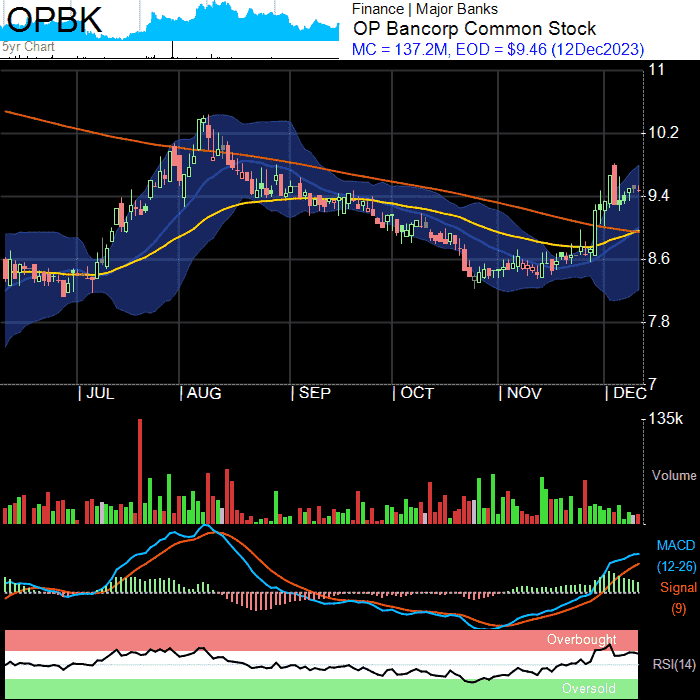 OPBK
5yr Chart
Finance | Major Banks
OP Bancorp Common Stock
MC = 137.2M, EOD = $9.46 (12Dec2023)
11
10.2
9.4
8.6
7.8
7
JUL AUG SEP OCT NOV DEC
135k
Volume
MACD
(12-26)
Signal
(9)
Overbought
RSI(14)
Oversold